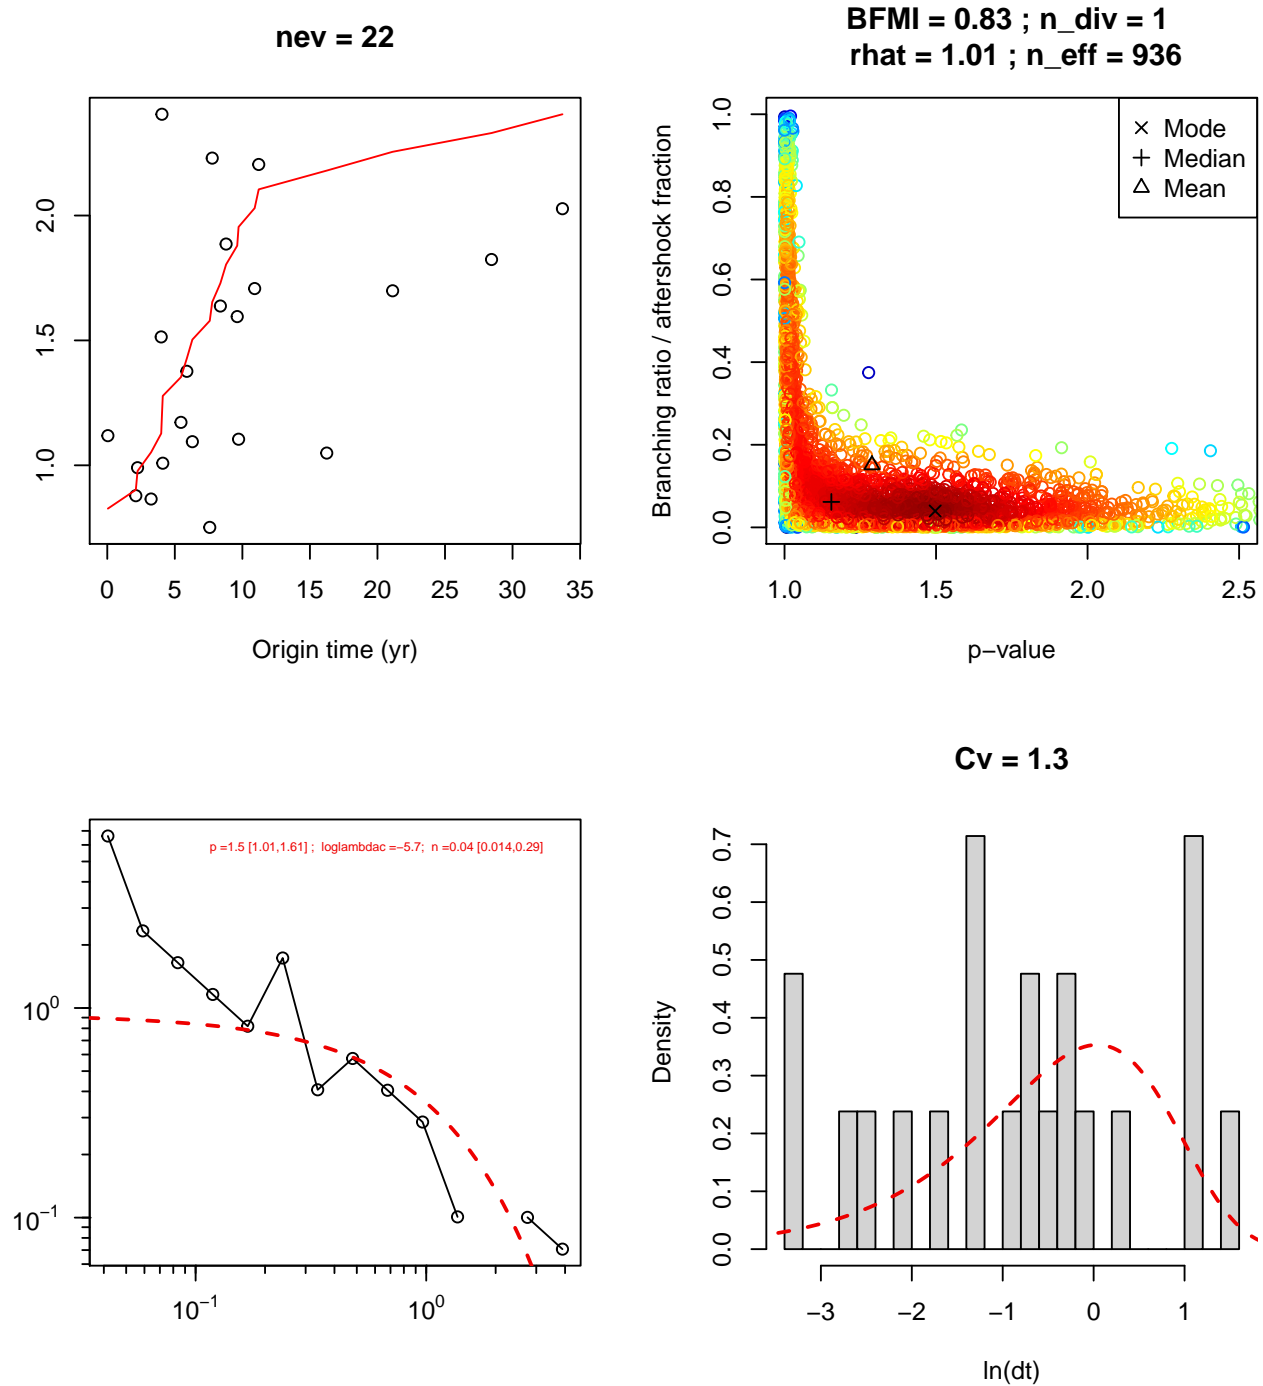 nev = 22
2.0
1.5
1.0
0 5 10 15 20 25 30 35
Origin time (yr)
BFMI = 0.83 ; n_div = 1
rhat = 1.01 ; n_eff = 936
Branching ratio / aftershock fraction
1.0
0.8
0.6
0.4
0.2
0.0
Mode
Median
Mean
1.0 1.5 2.0 2.5
p−value
p =1.5 [1.01,1.61] ; loglambdac =−5.7; n =0.04 [0.014,0.29]
10⁰
10⁻¹
10⁻¹ 10⁰
Cv = 1.3
Density
0.7
0.6
0.5
0.4
0.3
0.2
0.1
0.0
−3 −2 −1 0 1
ln(dt)